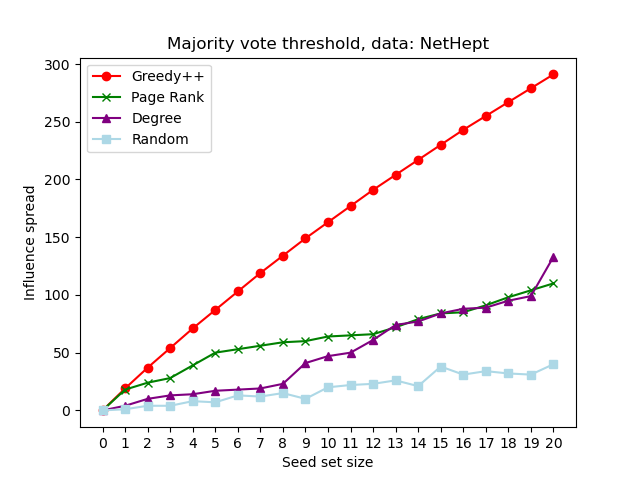 Majority vote threshold, data: NetHept
300
250
200
150
100
50
0
Influence spread
Greedy++
Page Rank
Degree
Random
0 1 2 3 4 5 6 7 8 9 10 11 12 13 14 15 16 17 18 19 20
Seed set size